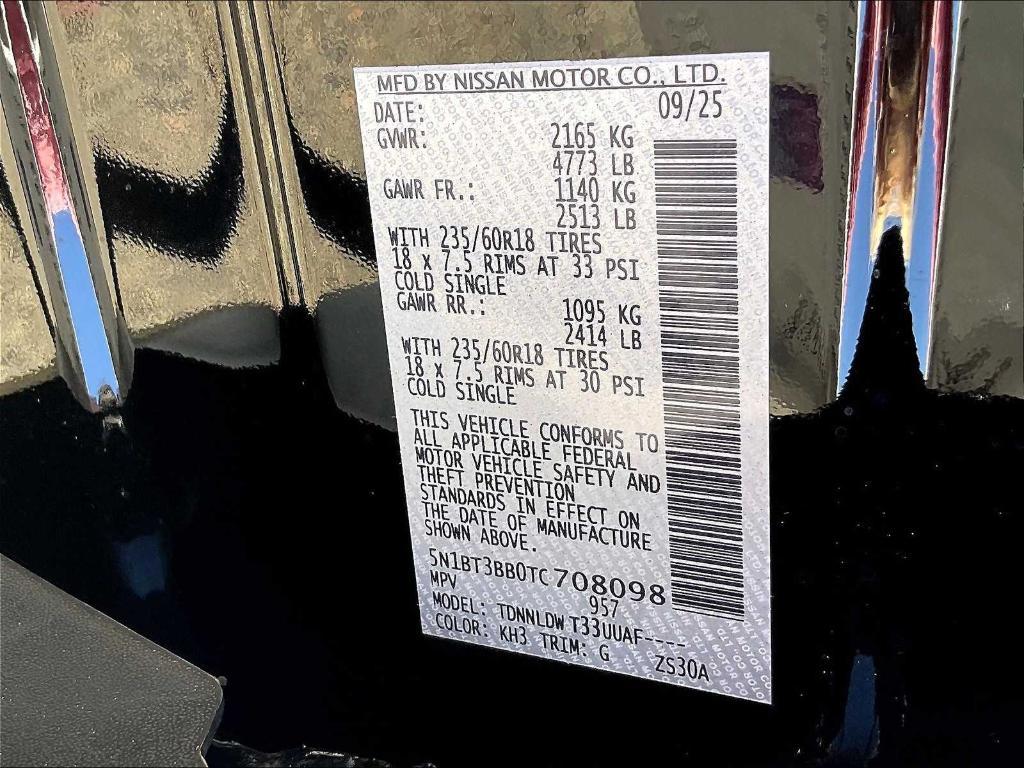 MFD BY NISSAN MOTOR CO., LTD.
DATE: 09/25
GVWR: 2165 KG
4773 LB
GAWR FR.: 1140 KG
2513 LB
WITH 235/60R18 TIRES
18 X 7.5 RIMS AT 33 PSI
COLD SINGLE
GAWR RR.: 1095 KG
2414 LB
WITH 235/60R18 TIRES
18 X 7.5 RIMS AT 30 PSI
COLD SINGLE
THIS VEHICLE CONFORMS TO
ALL APPLICABLE FEDERAL
MOTOR VEHICLE SAFETY AND
THEFT PREVENTION
STANDARDS IN EFFECT ON
THE DATE OF MANUFACTURE
SHOWN ABOVE.
5N1BT3BB0TC708098
MPV 957
MODEL: TDNNLDW T33UUAF----
COLOR: KH3 TRIM: G ZS30A